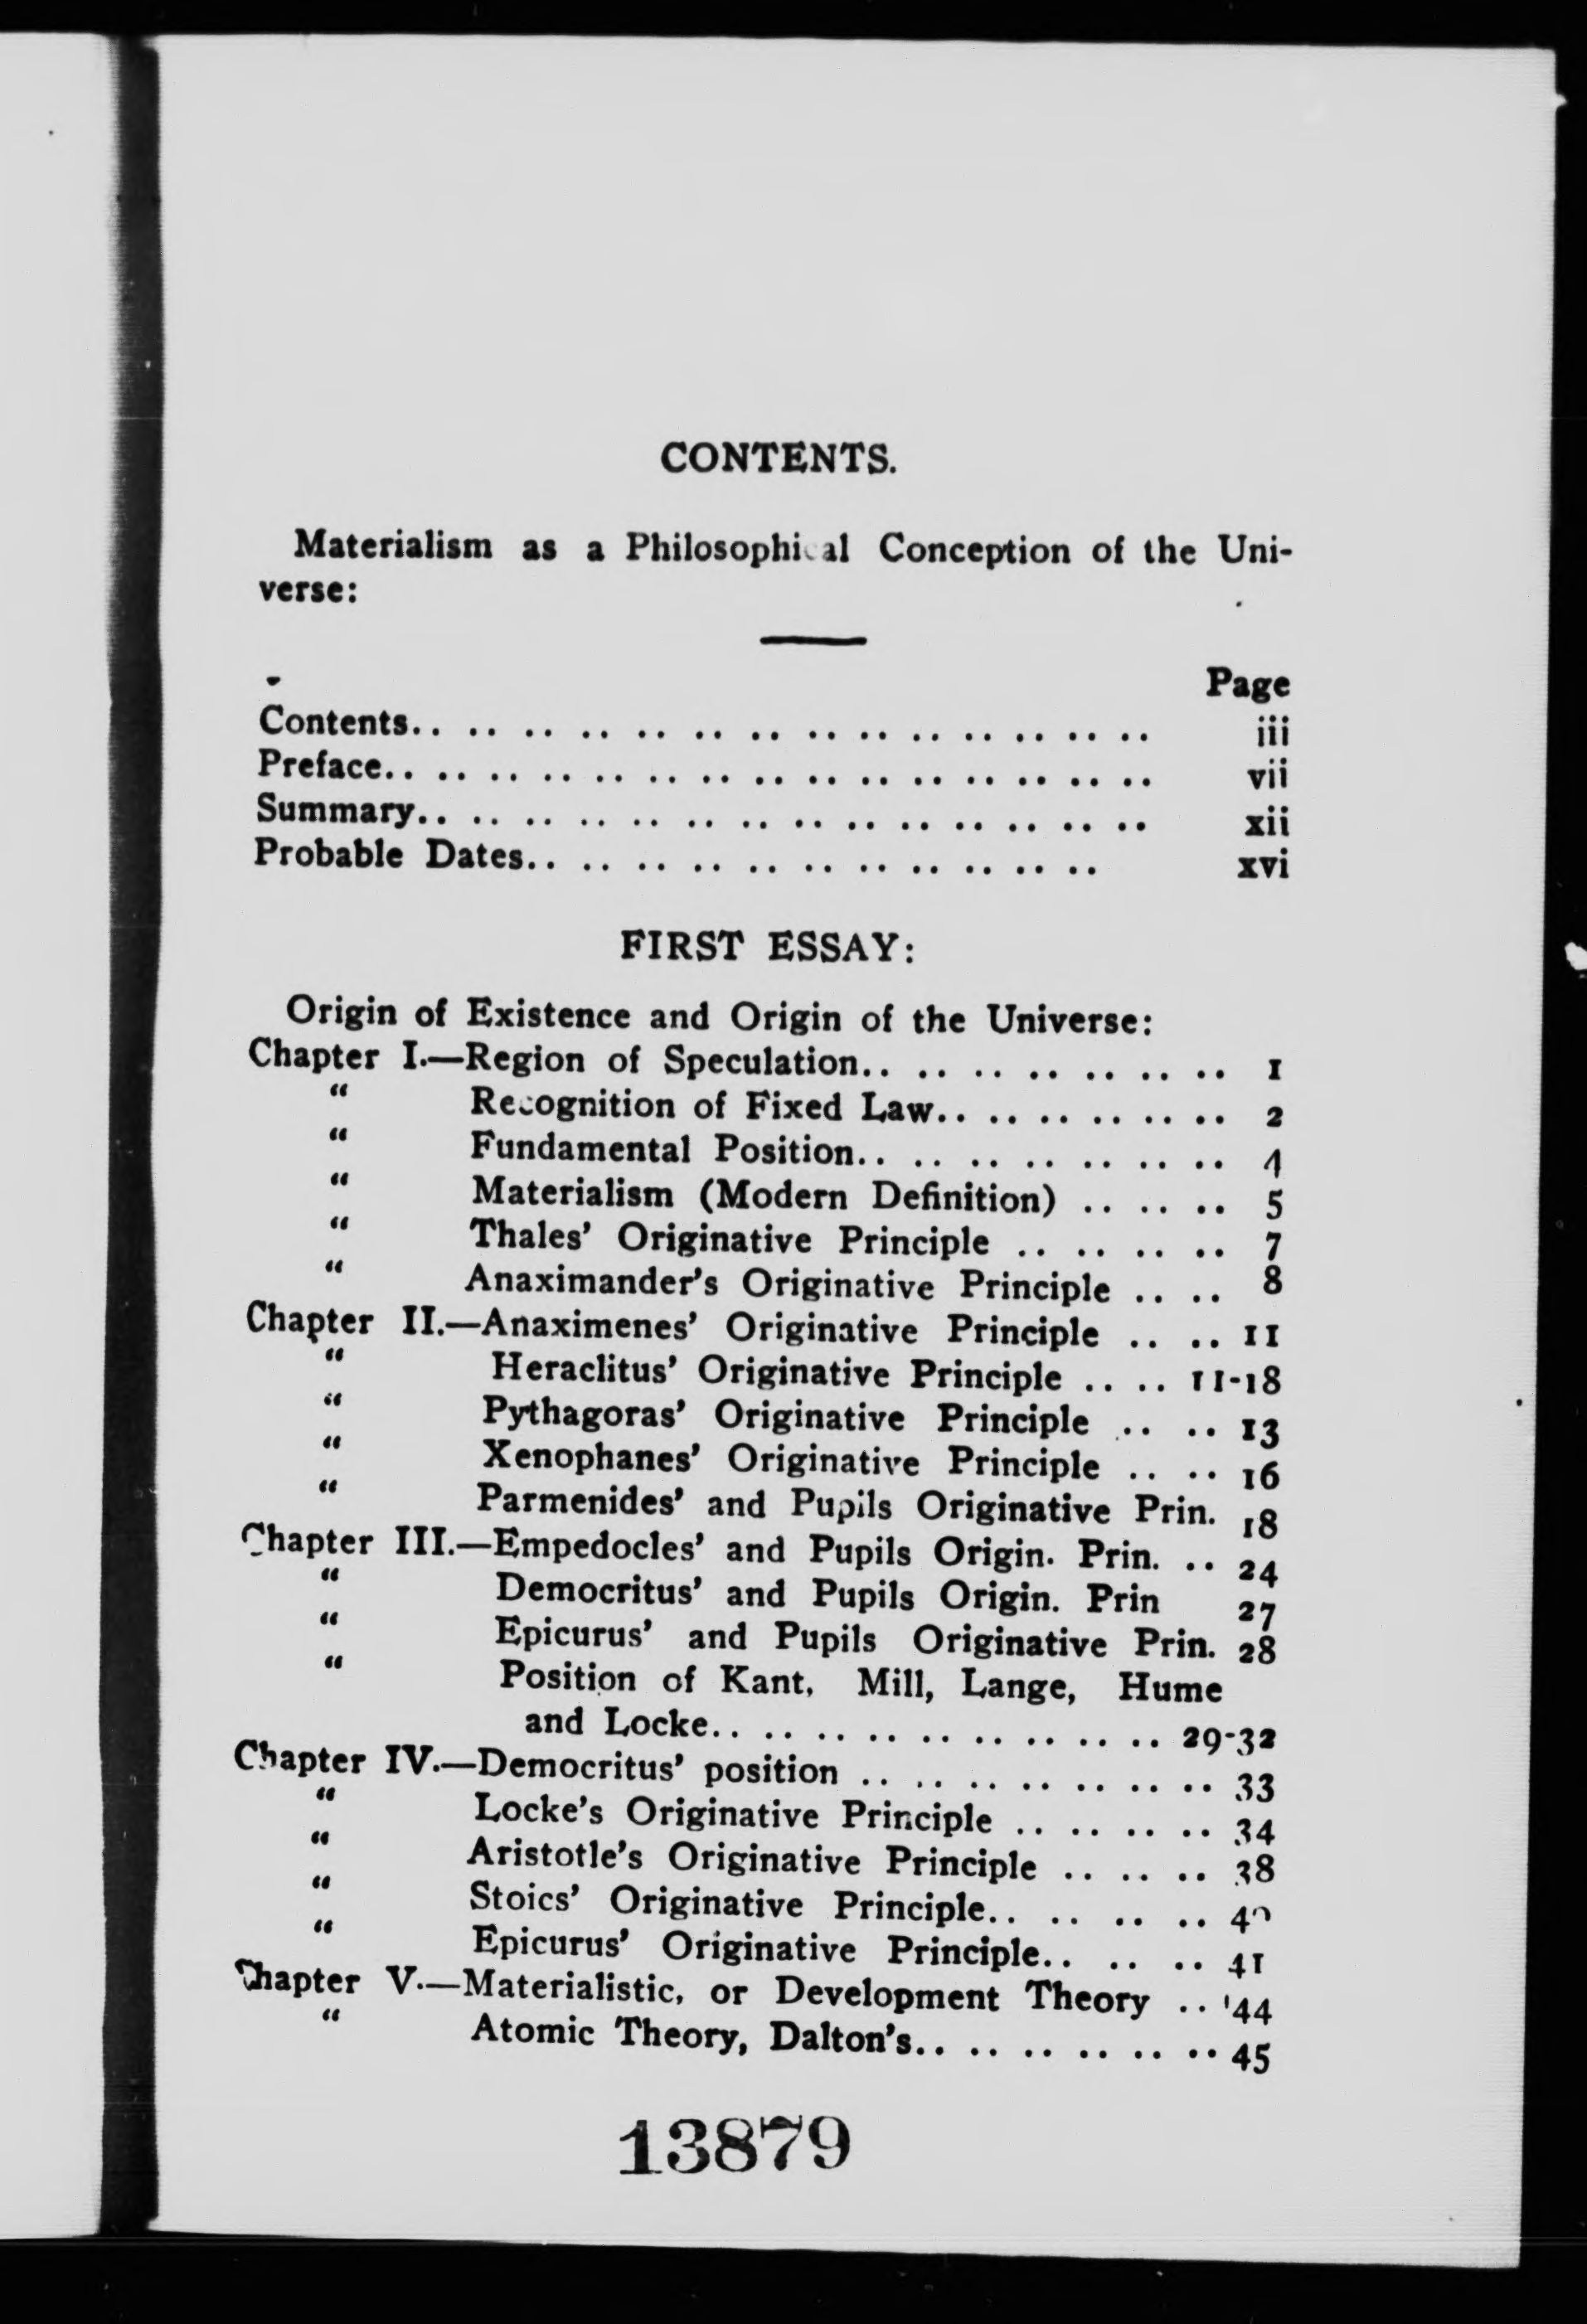 CONTENTS.
Materialism as a Philosophical Conception of the Uni-
verse:
Page
Contents.. .. .. .. .. .. .. .. .. .. .. .. .. .. iii
Preface.. .. .. .. .. .. .. .. .. .. .. .. .. .. .. vii
Summary.. .. .. .. .. .. .. .. .. .. .. .. .. .. xii
Probable Dates.. .. .. .. .. .. .. .. .. .. .. xvi
FIRST ESSAY:
Origin of Existence and Origin of the Universe:
Chapter I.—Region of Speculation.. .. .. .. .. .. .. 1
“ Recognition of Fixed Law.. .. .. .. .. .. 2
“ Fundamental Position.. .. .. .. .. .. .. 4
“ Materialism (Modern Definition) .. .. .. 5
“ Thales’ Originative Principle .. .. .. .. 7
“ Anaximander’s Originative Principle .. .. 8
Chapter II.—Anaximenes’ Originative Principle .. .. 11
“ Heraclitus’ Originative Principle .. .. 11-18
“ Pythagoras’ Originative Principle .. .. 13
“ Xenophanes’ Originative Principle .. .. 16
“ Parmenides’ and Pupils Originative Prin. 18
Chapter III.—Empedocles’ and Pupils Origin. Prin. .. 24
“ Democritus’ and Pupils Origin. Prin 27
“ Epicurus’ and Pupils Originative Prin. 28
“ Position of Kant, Mill, Lange, Hume
and Locke.. .. .. .. .. .. .. .. .. 29-32
Chapter IV.—Democritus’ position .. .. .. .. .. .. .. 33
“ Locke’s Originative Principle .. .. .. .. 34
“ Aristotle’s Originative Principle .. .. .. 38
“ Stoics’ Originative Principle.. .. .. .. .. 40
“ Epicurus’ Originative Principle.. .. .. .. 41
Chapter V.—Materialistic, or Development Theory .. 44
“ Atomic Theory, Dalton’s.. .. .. .. .. .. 45
13879